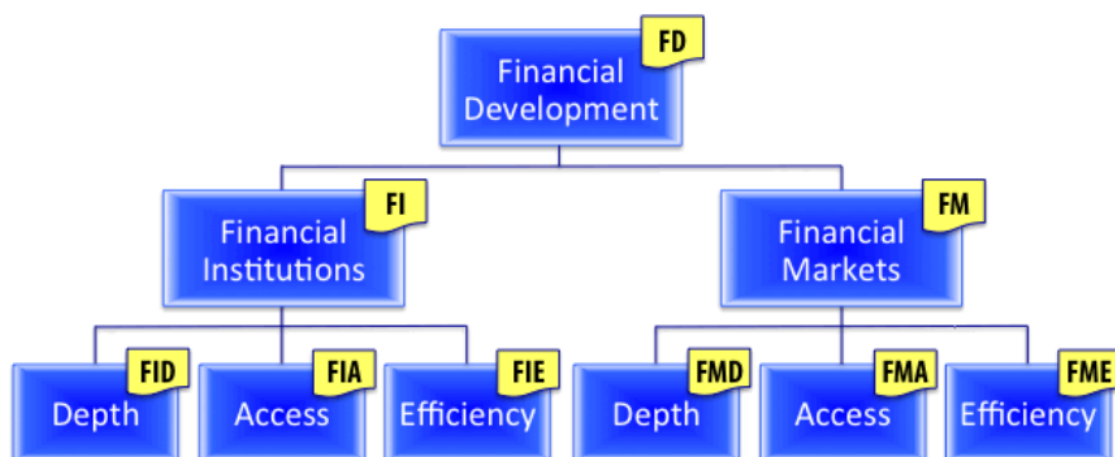 FD
Financial
Development
FI
Financial
Institutions
FM
Financial
Markets
FID
Depth
FIA
Access
FIE
Efficiency
FMD
Depth
FMA
Access
FME
Efficiency